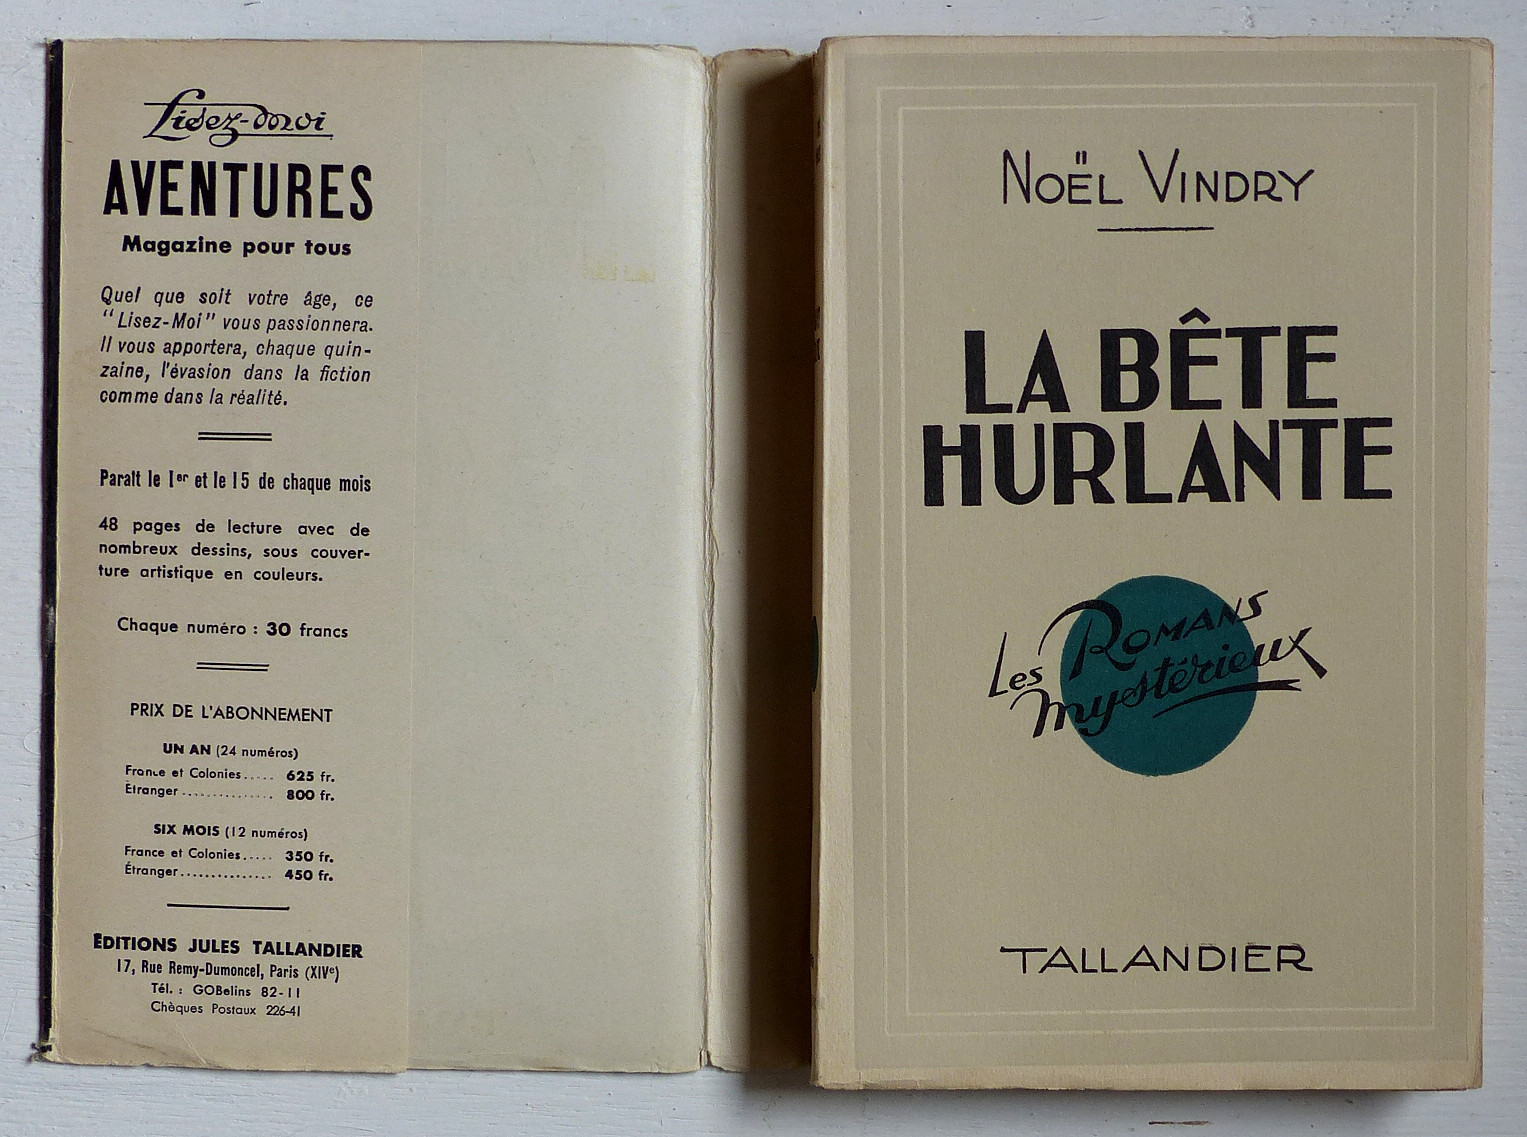 Lisez-moi
AVENTURES
Magazine pour tous
Quel que soit votre âge, ce
"Lisez-Moi" vous passionnera.
Il vous apportera, chaque quin-
zaine, l'évasion dans la fiction
comme dans la réalité.
Paraît le 1er et le 15 de chaque mois
48 pages de lecture avec de
nombreux dessins, sous couver-
ture artistique en couleurs.
Chaque numéro : 30 francs
PRIX DE L'ABONNEMENT
UN AN (24 numéros)
France et Colonies..... 625 fr.
Étranger............... 800 fr.
SIX MOIS (12 numéros)
France et Colonies..... 350 fr.
Étranger............... 450 fr.
ÉDITIONS JULES TALLANDIER
17, Rue Remy-Dumoncel, Paris (XIVe)
Tél. : GOBelins 82-11
Chèques Postaux 226-41
NOËL VINDRY
LA BÊTE
HURLANTE
Les ROMANS
mystérieux
TALLANDIER